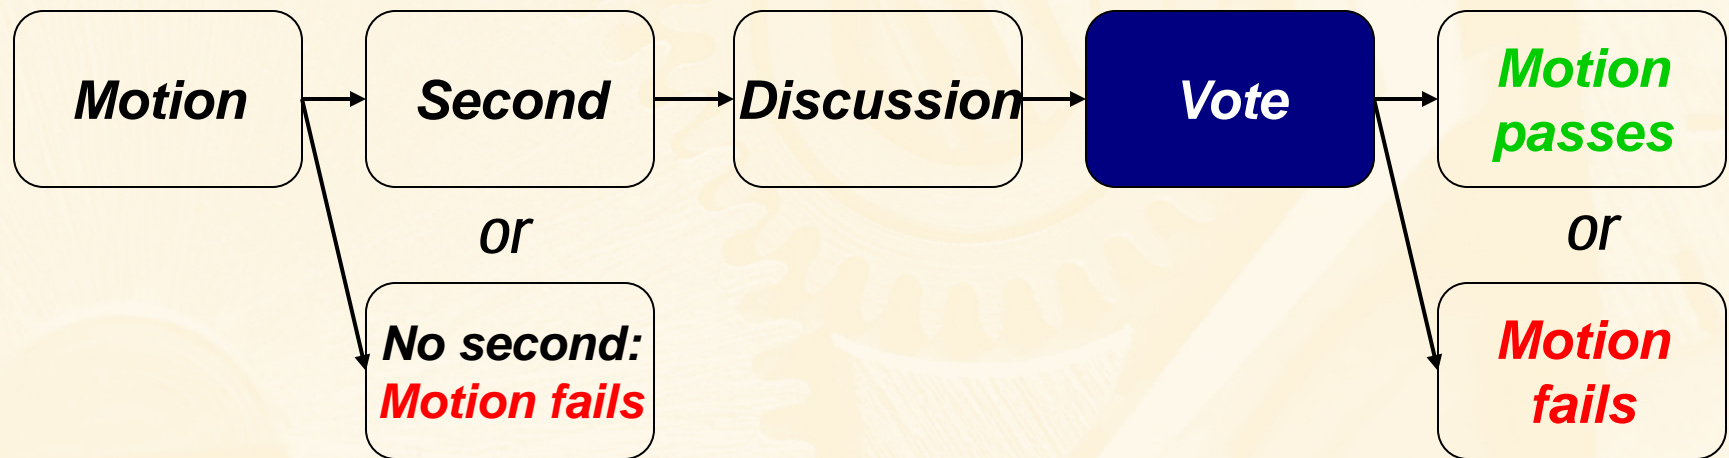 Motion
Second
Discussion
Vote
Motion
passes
or
or
No second:
Motion fails
Motion
fails